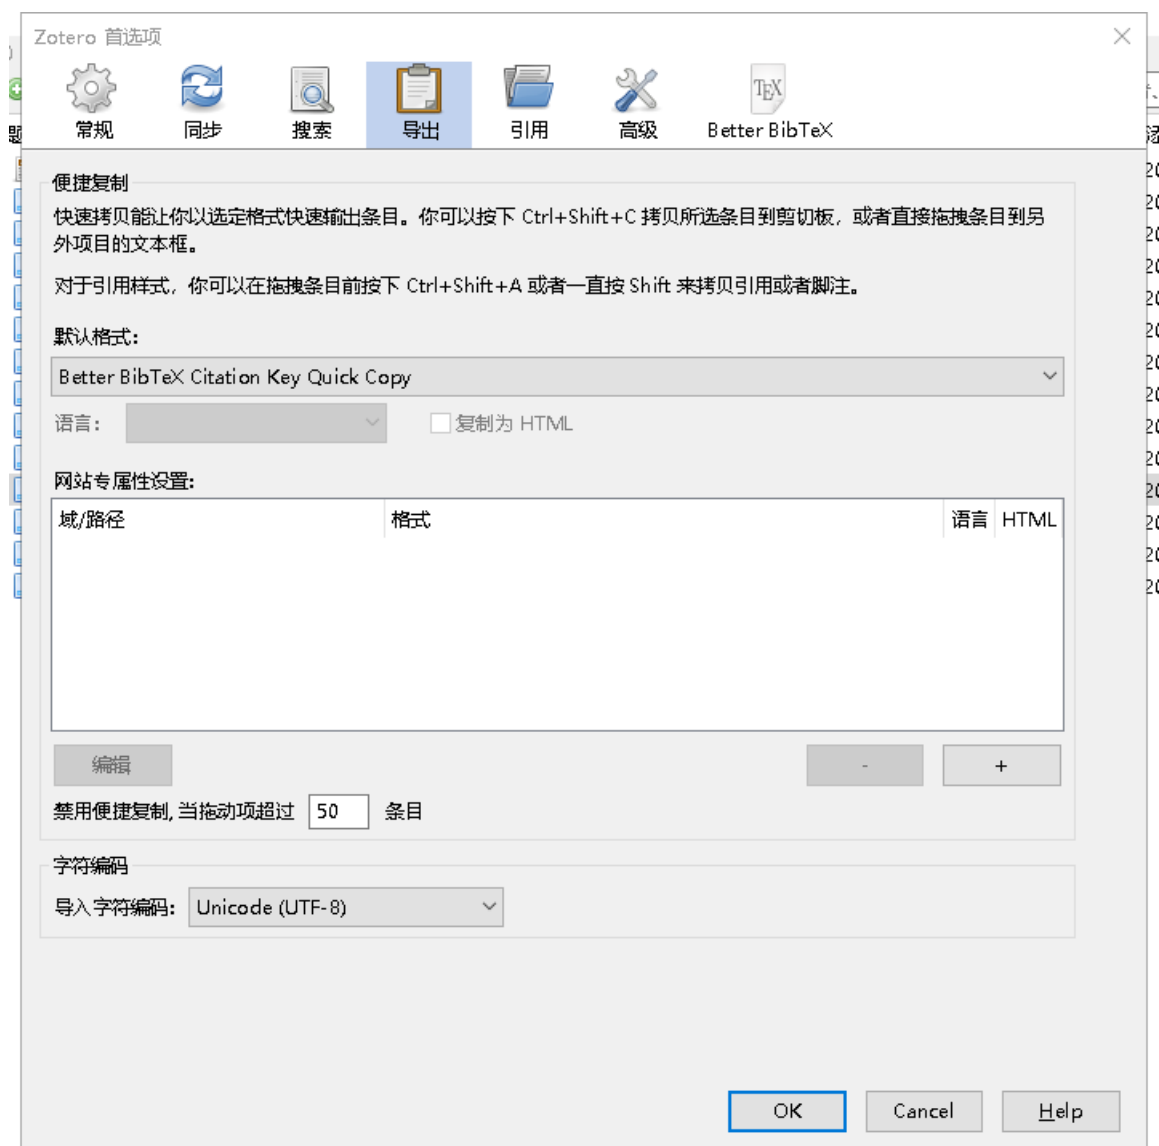 Zotero 首选项
常规 同步 搜索 导出 引用 高级 Better BibTeX
便捷复制
快速拷贝能让你以选定格式快速输出条目。你可以按下 Ctrl+Shift+C 拷贝所选条目到剪切板，或者直接拖拽条目到另
外项目的文本框。
对于引用样式，你可以在拖拽条目前按下 Ctrl+Shift+A 或者一直按 Shift 来拷贝引用或者脚注。
默认格式：
Better BibTeX Citation Key Quick Copy
语言： 复制为 HTML
网站专属性设置：
域/路径 格式 语言 HTML
编辑 - +
禁用便捷复制, 当拖动项超过 50 条目
字符编码
导入字符编码： Unicode (UTF-8)
OK Cancel Help